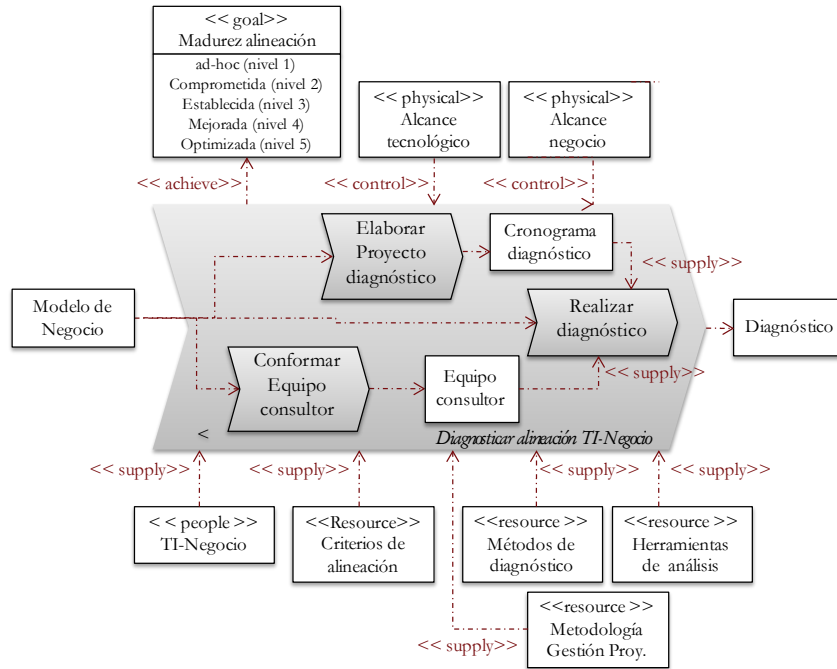 << goal>>
Madurez alineación
ad-hoc (nivel 1)
Comprometida (nivel 2)
Establecida (nivel 3)
Mejorada (nivel 4)
Optimizada (nivel 5)
<< physical>>
Alcance
tecnológico
<< physical>>
Alcance
negocio
<< achieve>>
<< control>>
<< control>>
Elaborar
Proyecto
diagnóstico
Cronograma
diagnóstico
<< supply>>
Modelo de
Negocio
Realizar
diagnóstico
Diagnóstico
Conformar
Equipo
consultor
Equipo
consultor
<< supply>>
<
Diagnosticar alineación TI-Negocio
<< supply>>
<< supply>>
<< supply>>
<< supply>>
< < people >>
TI-Negocio
<<Resource>>
Criterios de
alineación
<<resource >>
Métodos de
diagnóstico
<<resource >>
Herramientas
de análisis
<< supply>>
<<resource >>
Metodología
Gestión Proy.